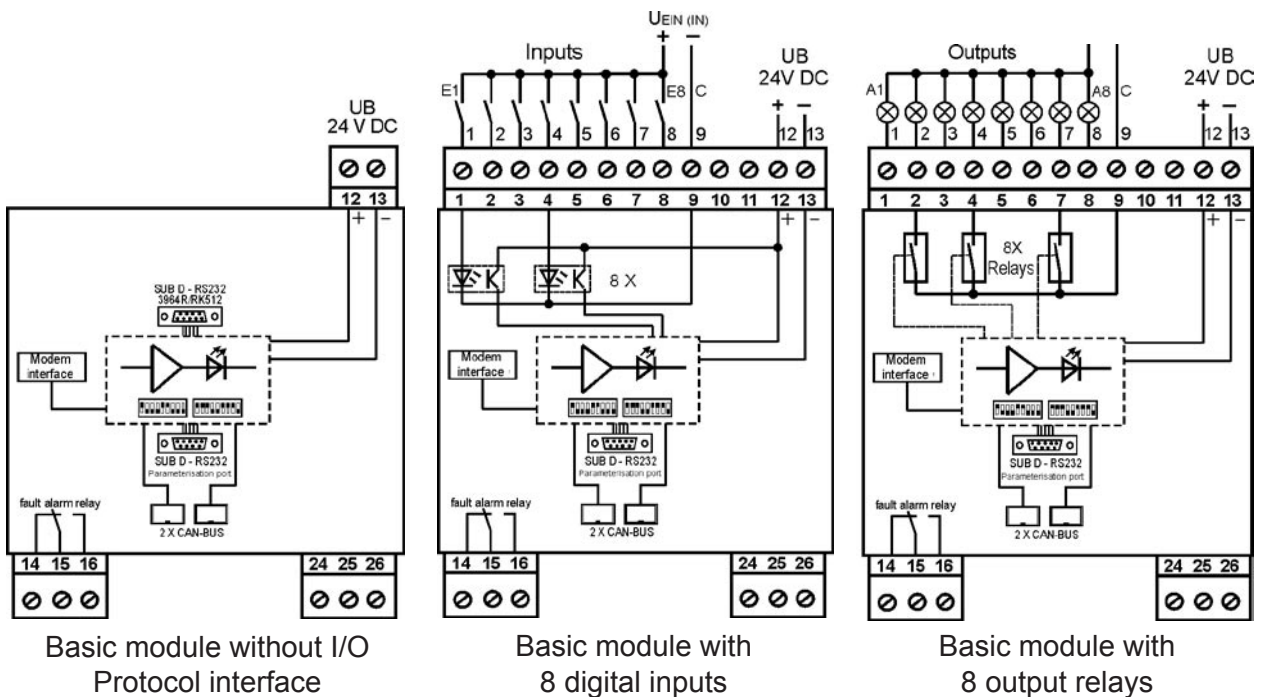 UB
24 V DC
12 13
+ −
SUB D - RS232
3964R/RK512
Modem
interface
SUB D - RS232
Parameterisation port
fault alarm relay
2 X CAN-BUS
14 15 16
24 25 26
Basic module without I/O
Protocol interface
UEIN (IN)
+ −
Inputs
UB
24V DC
+ −
E1 E8 C
1 2 3 4 5 6 7 8 9 12 13
1 2 3 4 5 6 7 8 9 10 11 12 13
+ −
8 X
Modem
interface
SUB D - RS232
Parameterisation port
fault alarm relay
2 X CAN-BUS
14 15 16
24 25 26
Basic module with
8 digital inputs
Outputs
UB
24V DC
+ −
A1 A8 C
1 2 3 4 5 6 7 8 9 12 13
1 2 3 4 5 6 7 8 9 10 11 12 13
+ −
8X
Relays
Modem
interface
SUB D - RS232
Parameterisation port
fault alarm relay
2 X CAN-BUS
14 15 16
24 25 26
Basic module with
8 output relays